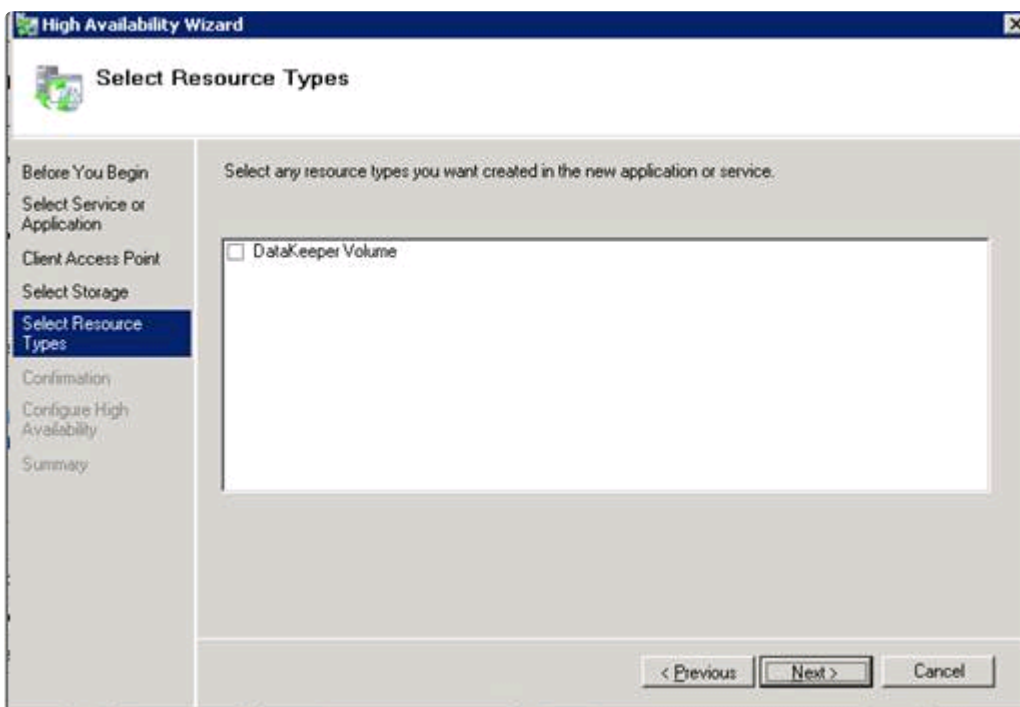 High Availability Wizard
Select Resource Types
Before You Begin
Select Service or
Application
Client Access Point
Select Storage
Select Resource
Types
Confirmation
Configure High
Availability
Summary
Select any resource types you want created in the new application or service.
DataKeeper Volume
< Previous
Next >
Cancel